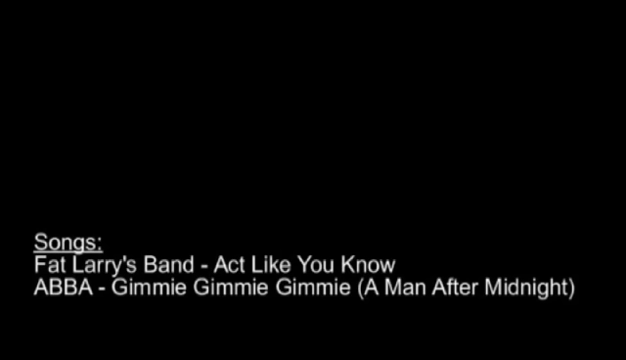 Songs:
Fat Larry's Band - Act Like You Know
ABBA - Gimmie Gimmie Gimmie (A Man After Midnight)